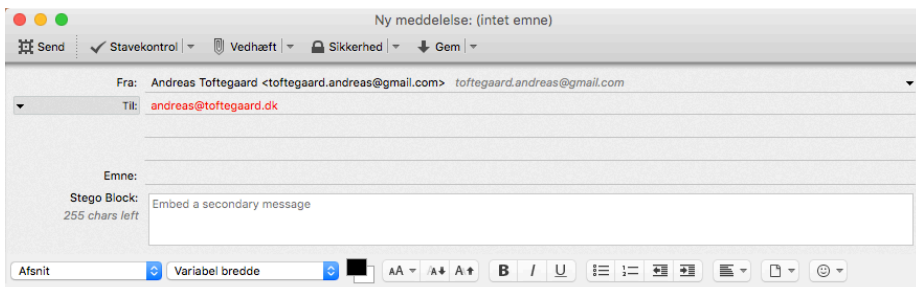 Ny meddelelse: (intet emne)
Send Stavekontrol Vedhæft Sikkerhed Gem
Fra: Andreas Toftegaard <toftegaard.andreas@gmail.com> toftegaard.andreas@gmail.com
Til: andreas@toftegaard.dk
Emne:
Stego Block: Embed a secondary message
255 chars left
Afsnit Variabel bredde AA A A B I U